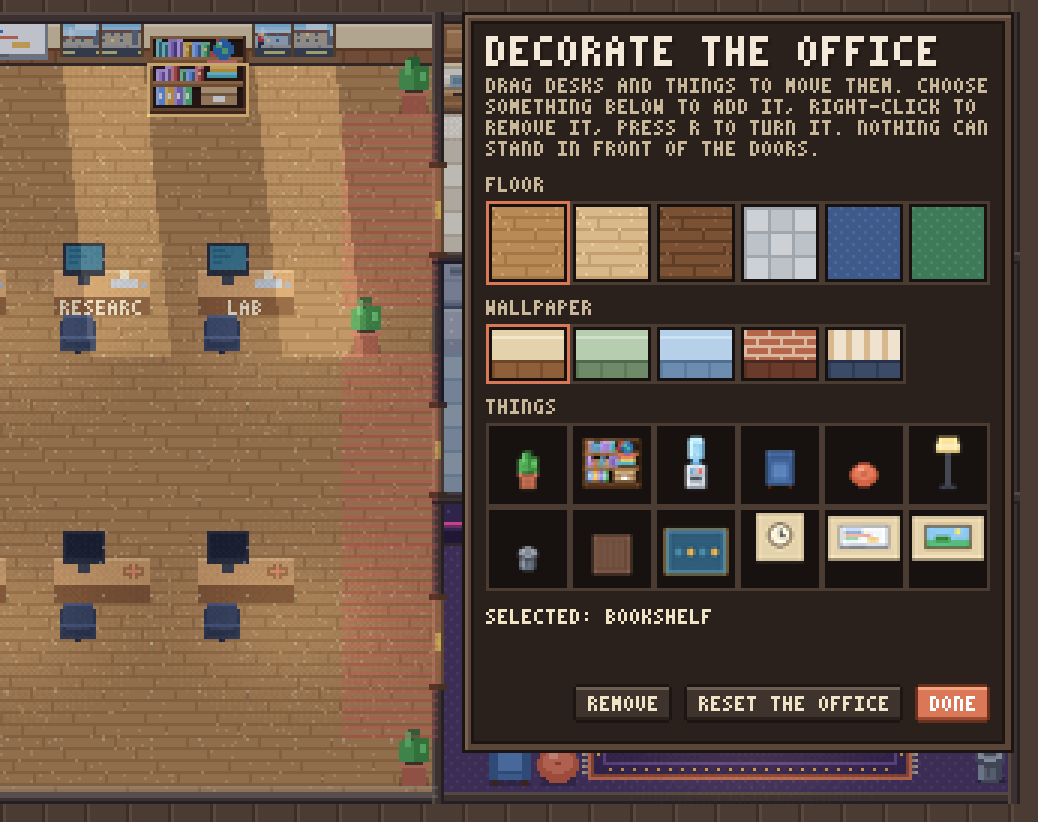 DECORATE THE OFFICE
DRAG DESKS AND THINGS TO MOVE THEM. CHOOSE
SOMETHING BELOW TO ADD IT, RIGHT-CLICK TO
REMOVE IT, PRESS R TO TURN IT. NOTHING CAN
STAND IN FRONT OF THE DOORS.
FLOOR
RESEARC
LAB
WALLPAPER
THINGS
SELECTED: BOOKSHELF
REMOVE
RESET THE OFFICE
DONE